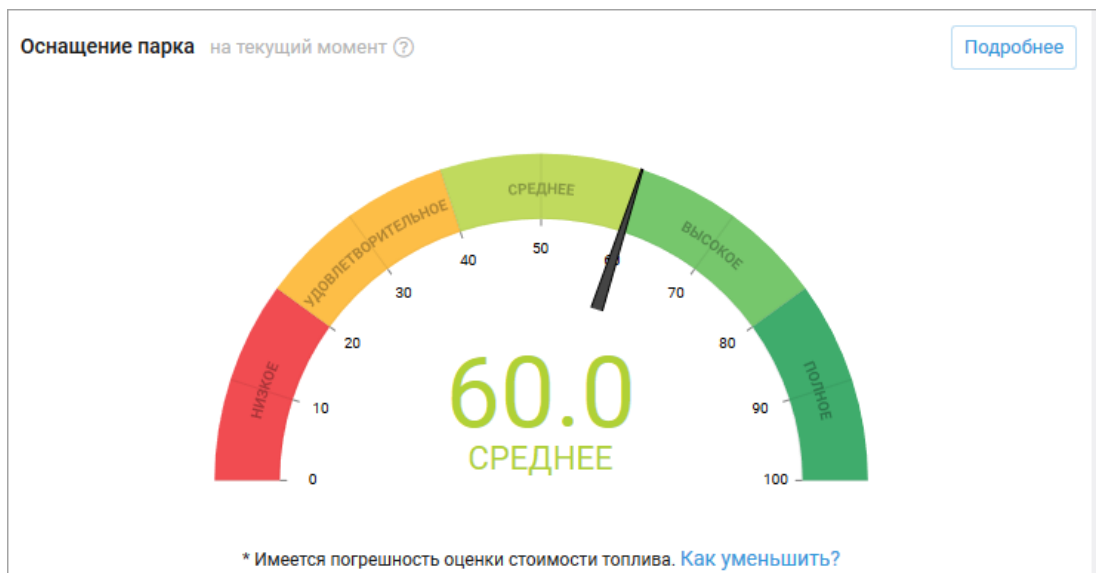 Оснащение парка на текущий момент ?
Подробнее
СРЕДНЕЕ
УДОВЛЕТВОРИТЕЛЬНОЕ
ВЫСОКОЕ
НИЗКОЕ
ПОЛНОЕ
0
10
20
30
40
50
60
70
80
90
100
60.0
СРЕДНЕЕ
* Имеется погрешность оценки стоимости топлива. Как уменьшить?